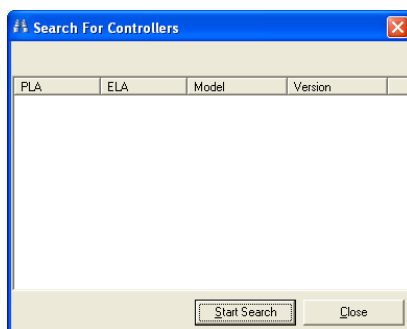 Search For Controllers
PLA ELA Model Version
Start Search Close